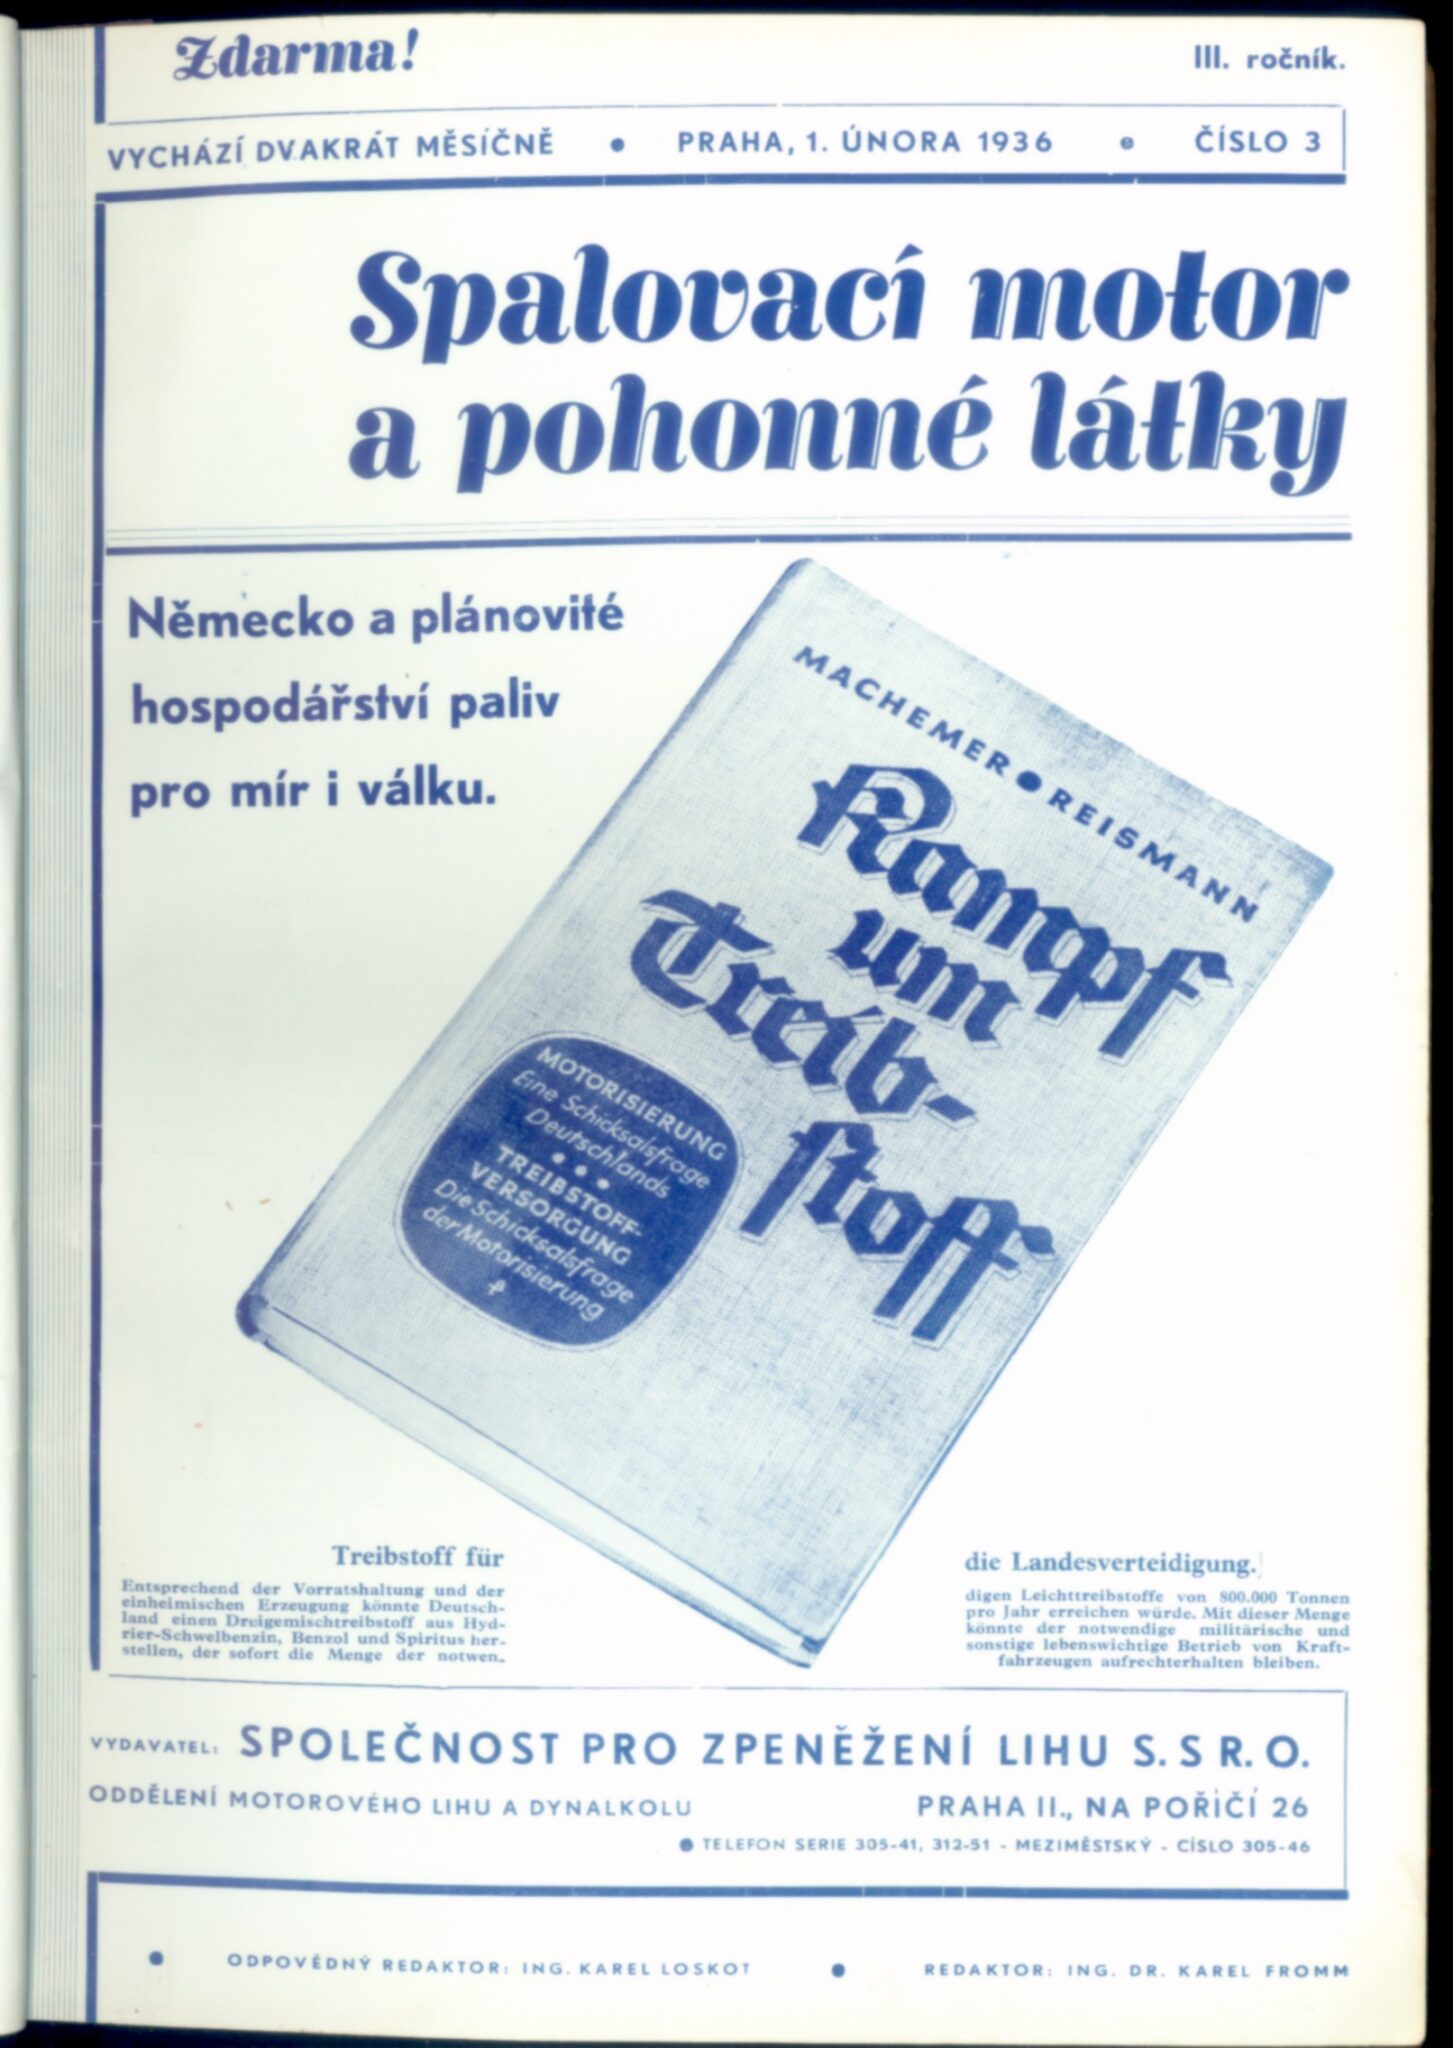 Zdarma!
III. ročník.
VYCHÁZÍ DVAKRÁT MĚSÍČNĚ • PRAHA, 1. ÚNORA 1936 • ČÍSLO 3
Spalovací motor
a pohonné látky
Německo a plánovité
hospodářství paliv
pro mír i válku.
MACHEMER • REISMANN
Kampf
um
Treib-
stoff
MOTORISIERUNG
Eine Schicksalsfrage
Deutschlands
• • •
TREIBSTOFF-
VERSORGUNG
Die Schicksalsfrage
der Motorisierung
Treibstoff für
Entsprechend der Vorratshaltung und der
einheimischen Erzeugung könnte Deutsch-
land einen Dreigemischtreibstoff aus Hyd-
rier-Schwelbenzin, Benzol und Spiritus her-
stellen, der sofort die Menge der notwen-
die Landesverteidigung.
digen Leichttreibstoffe von 800.000 Tonnen
pro Jahr erreichen würde. Mit dieser Menge
könnte der notwendige militärische und
sonstige lebenswichtige Betrieb von Kraft-
fahrzeugen aufrechterhalten bleiben.
VYDAVATEL: SPOLEČNOST PRO ZPENĚŽENÍ LIHU S. S R. O.
ODDĚLENÍ MOTOROVÉHO LIHU A DYNALKOLU PRAHA II., NA POŘIČÍ 26
• TELEFON SERIE 305-41, 312-51 - MEZIMĚSTSKÝ - CÍSLO 305-46
• ODPOVĚDNÝ REDAKTOR: ING. KAREL LOSKOT • REDAKTOR: ING. DR. KAREL FROMM